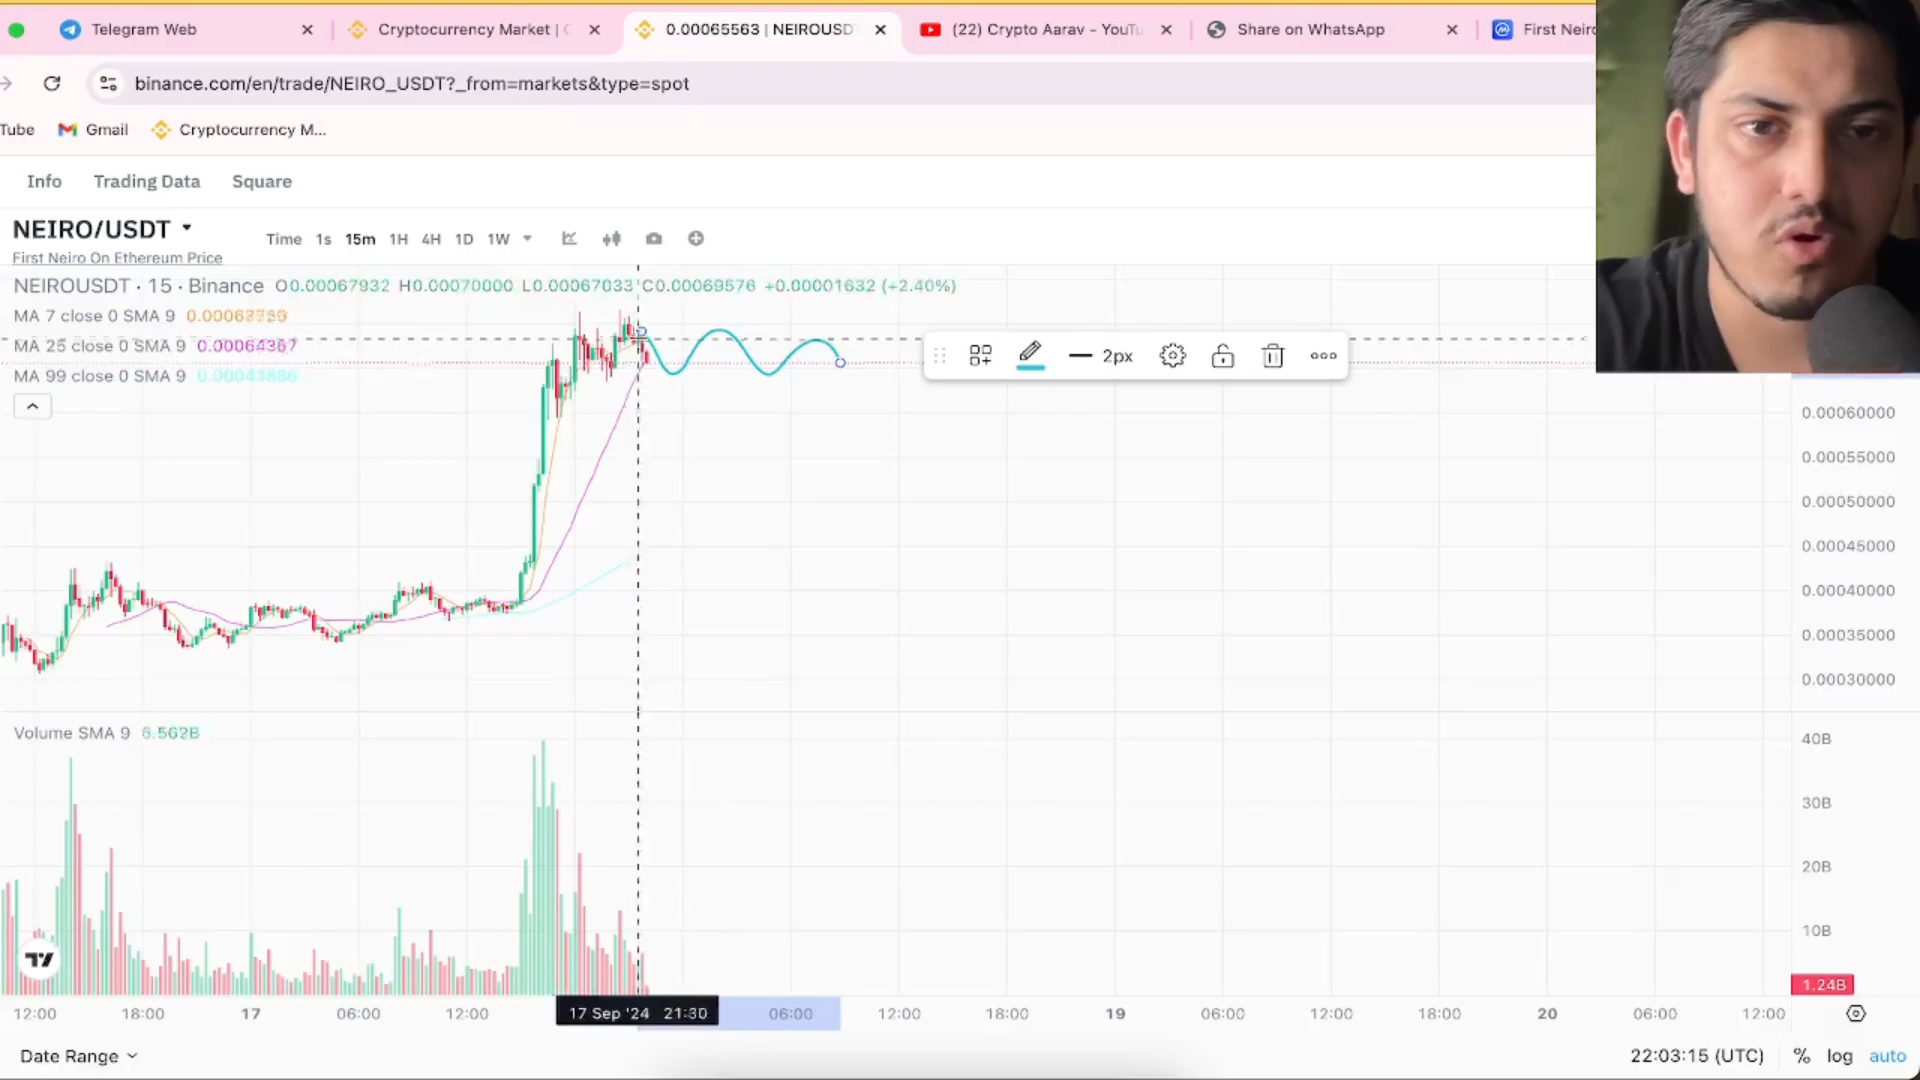 Telegram Web
Cryptocurrency Market | C
0.00065563 | NEIROUSD
(22) Crypto Aarav - YouTu
Share on WhatsApp
First Neiro
binance.com/en/trade/NEIRO_USDT?_from=markets&type=spot
Tube
Gmail
Cryptocurrency M...
Info
Trading Data
Square
NEIRO/USDT
First Neiro On Ethereum Price
Time 1s 15m 1H 4H 1D 1W
NEIROUSDT · 15 · Binance O0.00067932 H0.00070000 L0.00067033 C0.00069576 +0.00001632 (+2.40%)
MA 7 close 0 SMA 9
MA 25 close 0 SMA 9 0.00064367
MA 99 close 0 SMA 9 0.00043886
2px
0.00060000
0.00055000
0.00050000
0.00045000
0.00040000
0.00035000
0.00030000
Volume SMA 9 6.562B
40B
30B
20B
10B
1.24B
12:00 18:00 17 06:00 12:00 17 Sep '24 21:30 06:00 12:00 18:00 19 06:00 12:00 18:00 20 06:00 12:00
Date Range
22:03:15 (UTC) % log auto